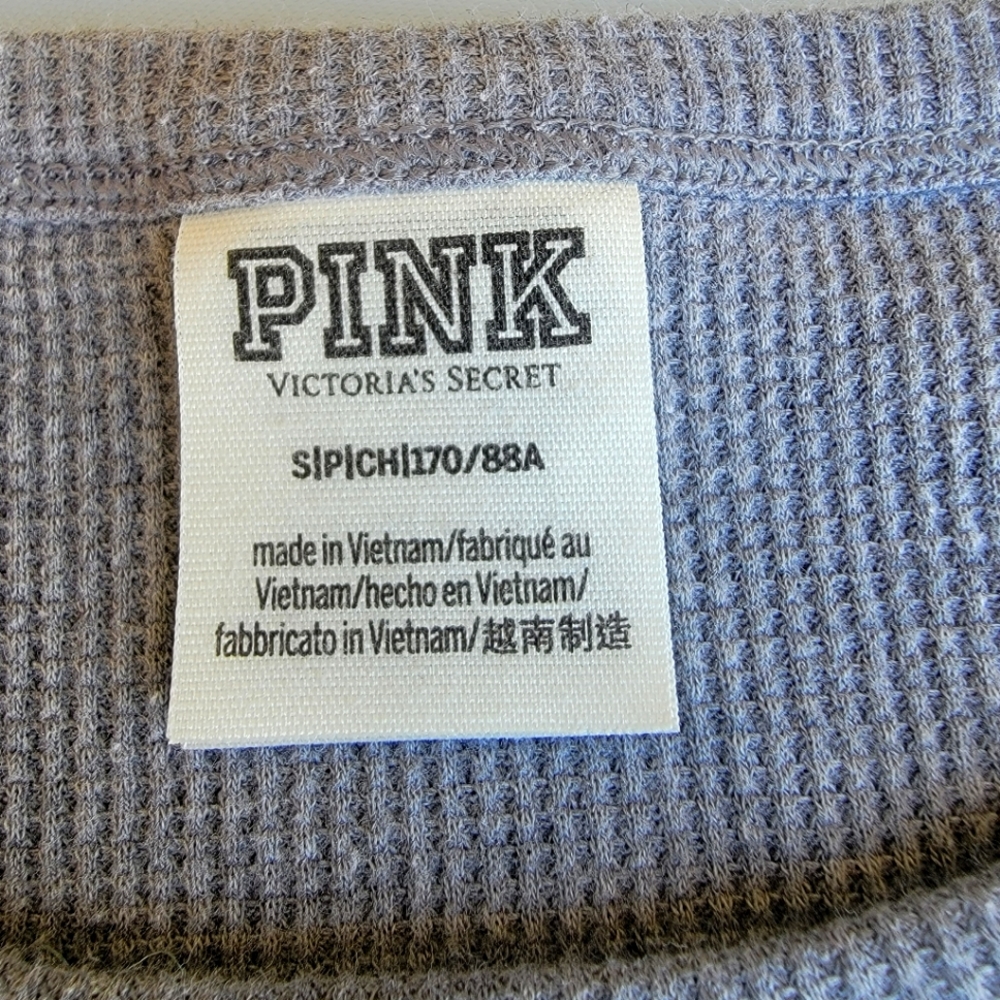 PINK
VICTORIA'S SECRET
S|P|CH|170/88A
made in Vietnam/fabriqué au
Vietnam/hecho en Vietnam/
fabbricato in Vietnam/越南制造